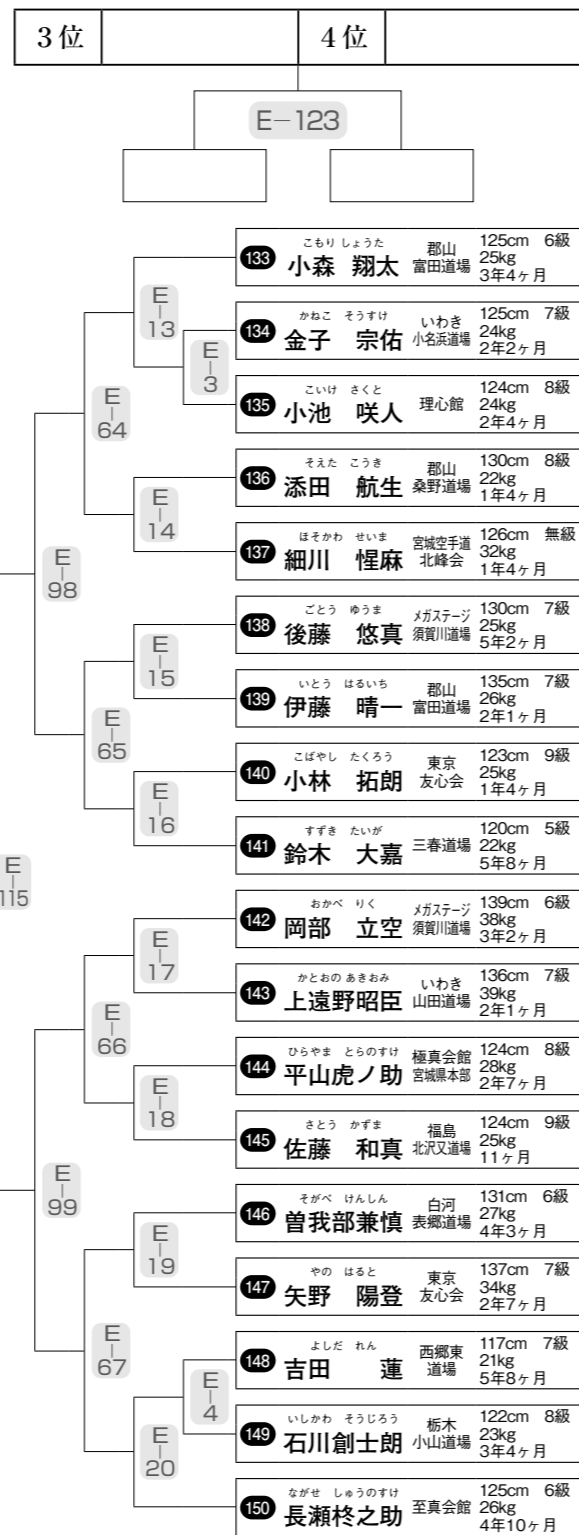 3位 4位
E−123
133 こもり しょうた 小森 翔太 郡山 富田道場 125cm 6級 25kg 3年4ヶ月
E−13
134 かねこ そうすけ 金子 宗佑 いわき 小名浜道場 125cm 7級 24kg 2年2ヶ月
E−3
135 こいけ さくと 小池 咲人 理心館 124cm 8級 24kg 2年4ヶ月
E−64
136 そえた こうき 添田 航生 郡山 桑野道場 130cm 8級 22kg 1年4ヶ月
E−14
137 ほそかわ せいま 細川 惺麻 宮城空手道 北峰会 126cm 無級 32kg 1年4ヶ月
E−98
138 ごとう ゆうま 後藤 悠真 メガステージ 須賀川道場 130cm 7級 25kg 5年2ヶ月
E−15
139 いとう はるいち 伊藤 晴一 郡山 富田道場 135cm 7級 26kg 2年1ヶ月
E−65
140 こばやし たくろう 小林 拓朗 東京 友心会 123cm 9級 25kg 1年4ヶ月
E−16
141 すずき たいが 鈴木 大嘉 三春道場 120cm 5級 22kg 5年8ヶ月
E−115
142 おかべ りく 岡部 立空 メガステージ 須賀川道場 139cm 6級 38kg 3年2ヶ月
E−17
143 かとおの あきおみ 上遠野昭臣 いわき 山田道場 136cm 7級 39kg 2年1ヶ月
E−66
144 ひらやま とらのすけ 平山虎ノ助 極真会館 宮城県本部 124cm 8級 28kg 2年7ヶ月
E−18
145 さとう かずま 佐藤 和真 福島 北沢又道場 124cm 9級 25kg 11ヶ月
E−99
146 そがべ けんしん 曽我部兼慎 白河 表郷道場 131cm 6級 27kg 4年3ヶ月
E−19
147 やの はると 矢野 陽登 東京 友心会 137cm 7級 34kg 2年7ヶ月
E−67
148 よしだ れん 吉田 蓮 西郷東 道場 117cm 7級 21kg 5年8ヶ月
E−4
149 いしかわ そうじろう 石川創士朗 栃木 小山道場 122cm 8級 23kg 3年4ヶ月
E−20
150 ながせ しゅうのすけ 長瀬柊之助 至真会館 125cm 6級 26kg 4年10ヶ月